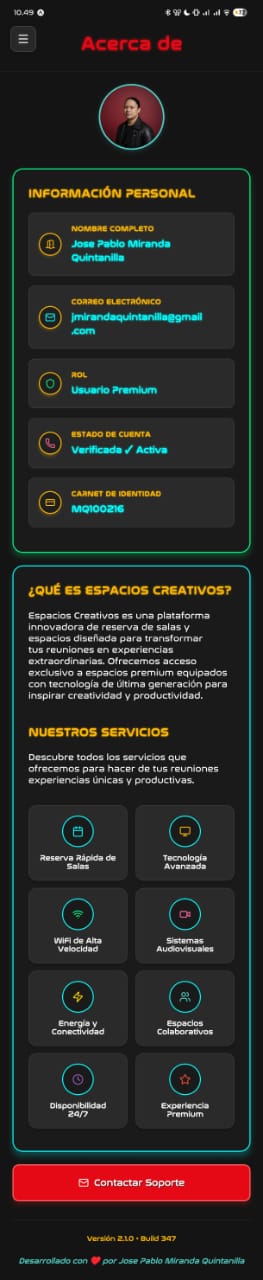 10.49
Acerca de
INFORMACIÓN PERSONAL
NOMBRE COMPLETO
Jose Pablo Miranda
Quintanilla
CORREO ELECTRÓNICO
jmirandaquintanilla@gmail
.com
ROL
Usuario Premium
ESTADO DE CUENTA
Verificada ✓ Activa
CARNET DE IDENTIDAD
MQ100216
¿QUÉ ES ESPACIOS CREATIVOS?
Espacios Creativos es una plataforma
innovadora de reserva de salas y
espacios diseñada para transformar
tus reuniones en experiencias
extraordinarias. Ofrecemos acceso
exclusivo a espacios premium equipados
con tecnología de última generación para
inspirar creatividad y productividad.
NUESTROS SERVICIOS
Descubre todos los servicios que
ofrecemos para hacer de tus reuniones
experiencias únicas y productivas.
Reserva Rápida de
Salas
Tecnología
Avanzada
WiFi de Alta
Velocidad
Sistemas
Audiovisuales
Energía y
Conectividad
Espacios
Colaborativos
Disponibilidad
24/7
Experiencia
Premium
Contactar Soporte
Versión 2.1.0 • Build 347
Desarrollado con ❤️ por Jose Pablo Miranda Quintanilla